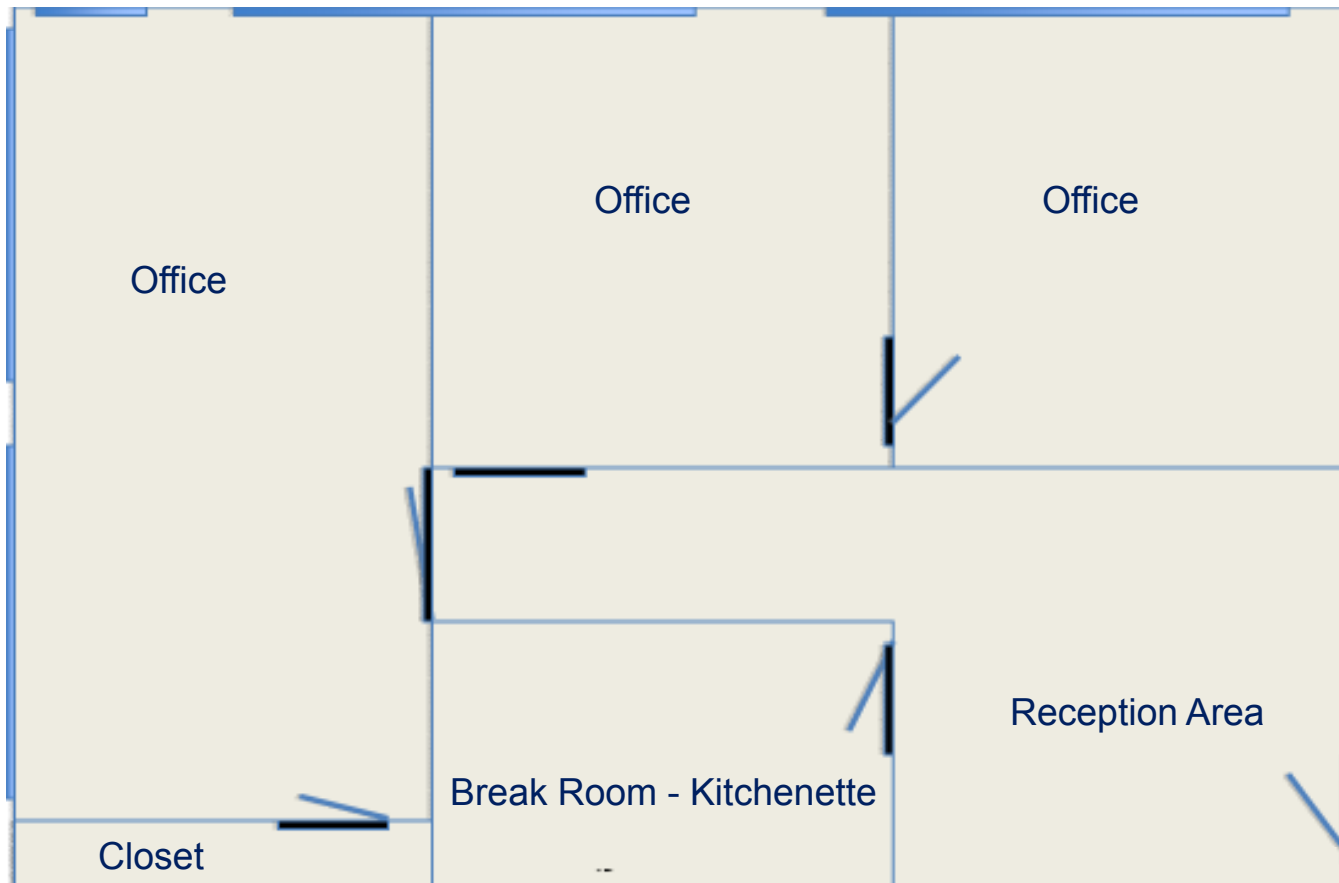 Office
Office
Office
Reception Area
Break Room - Kitchenette
Closet